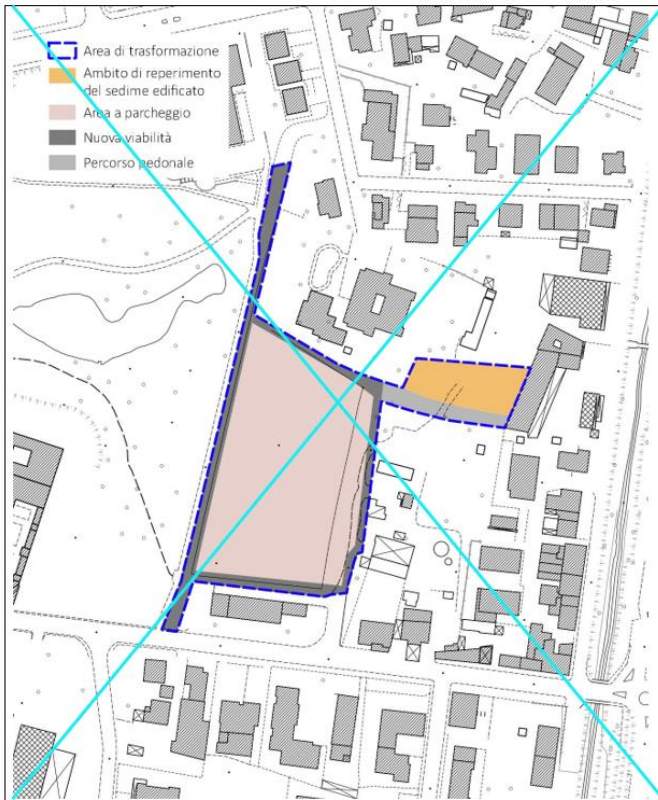 Area di trasformazione
Ambito di reperimento
del sedime edificato
Area a parcheggio
Nuova viabilità
Percorso pedonale